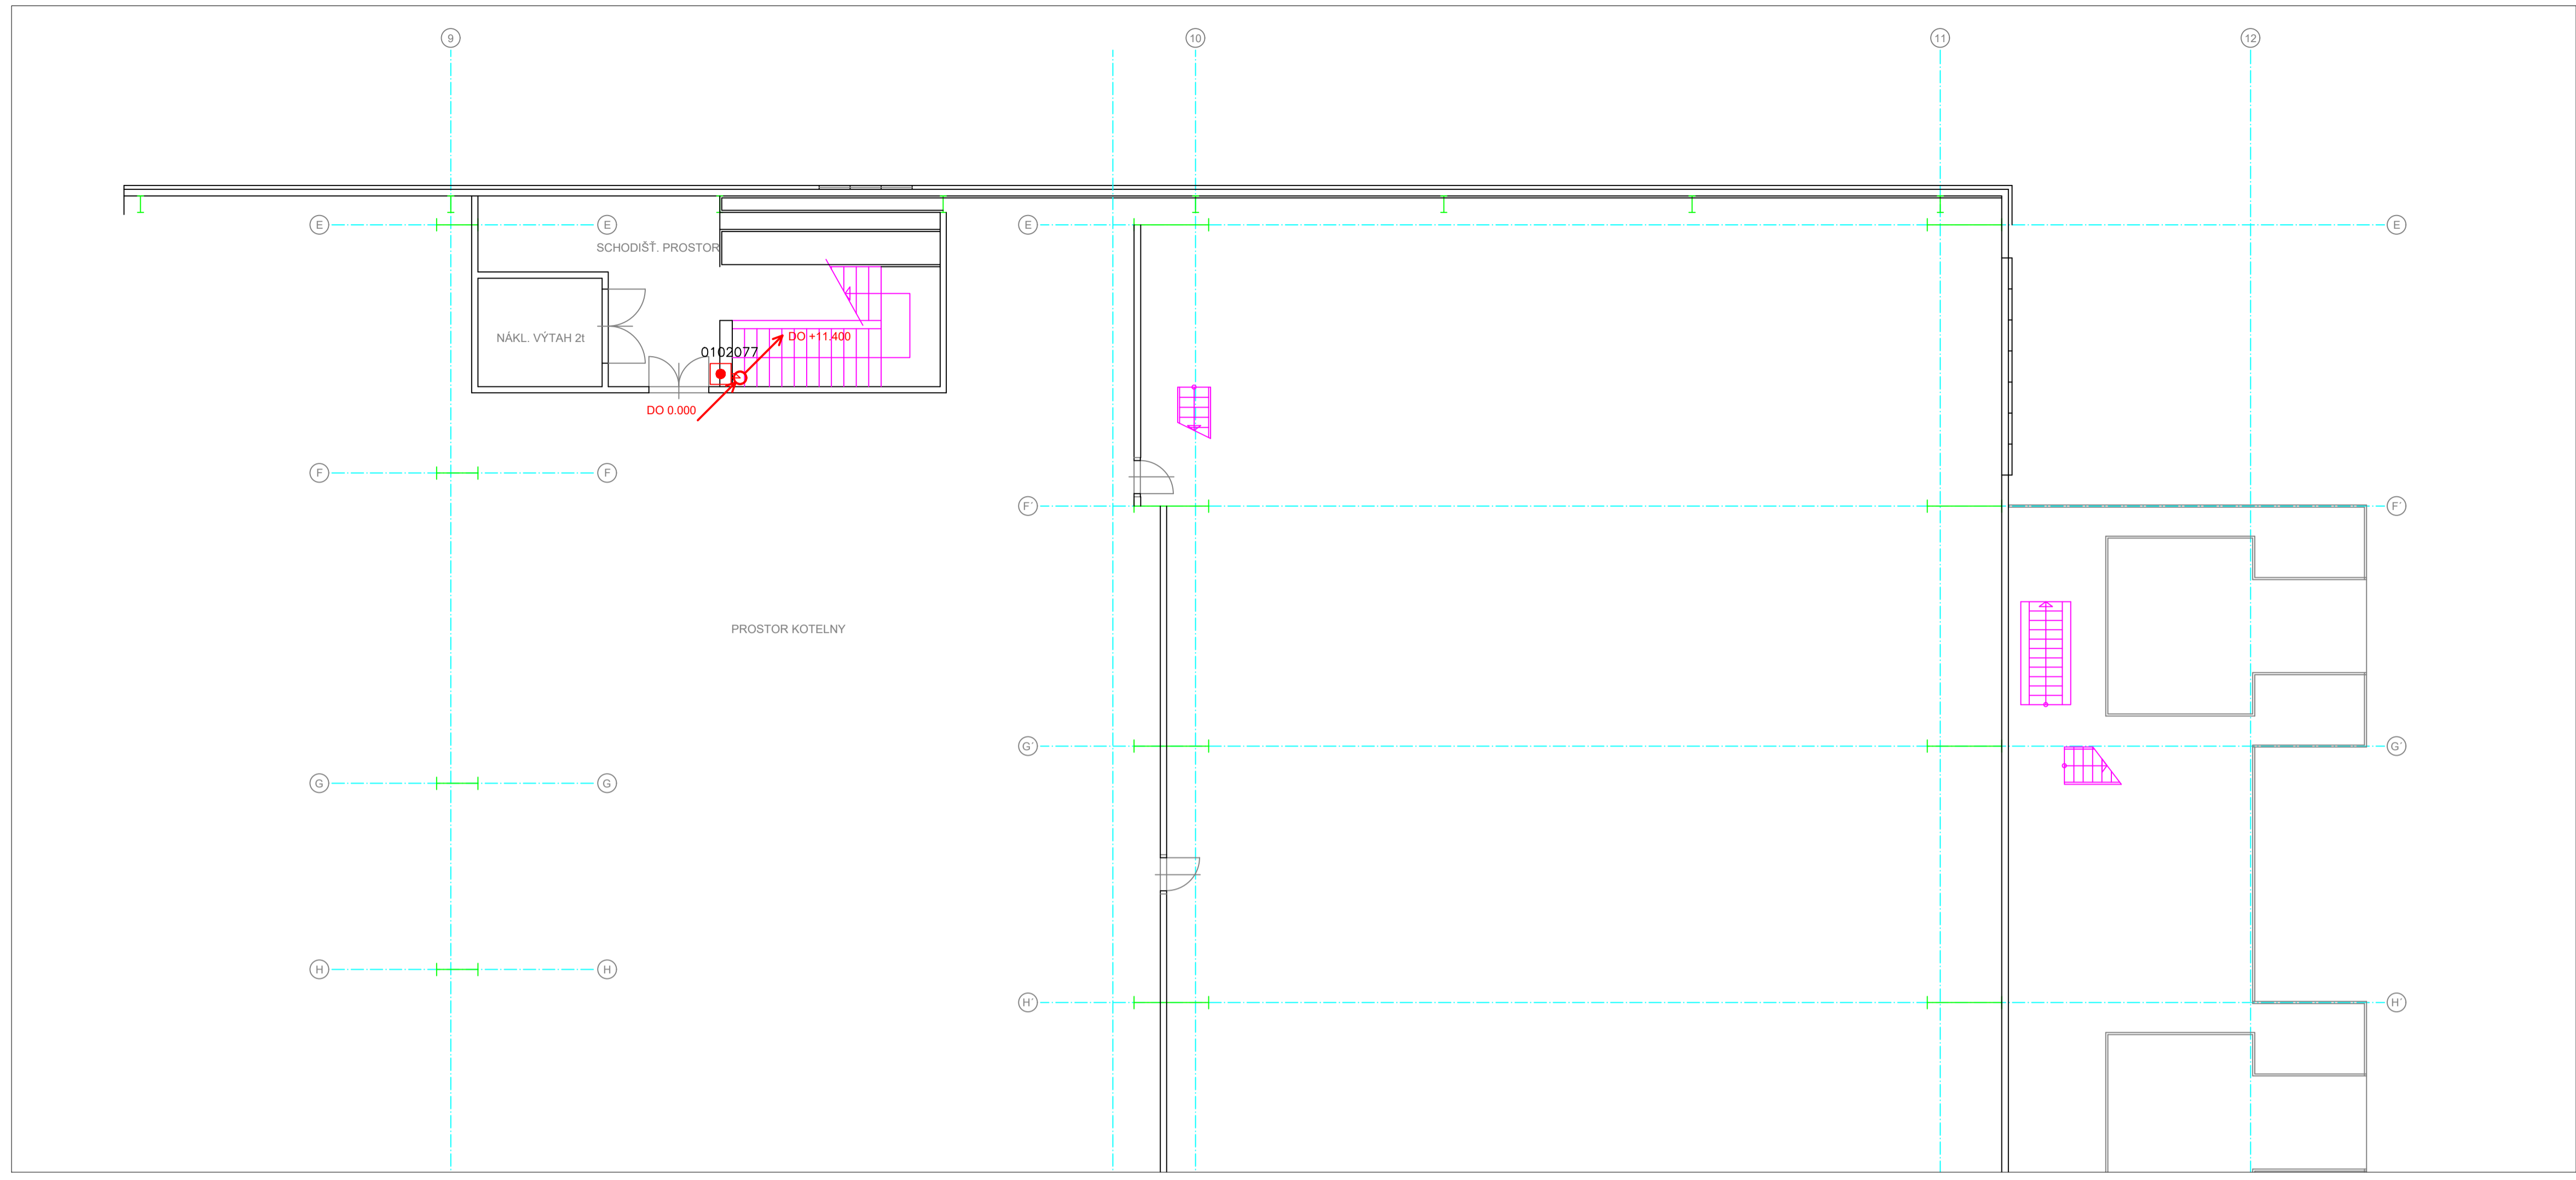 9
10
11
12
E
E
E
E
SCHODIŠŤ. PROSTOR
NÁKL. VÝTAH 2t
DO +11.400
0102077
DO 0.000
F
F
F´
F´
PROSTOR KOTELNY
G´
G´
G
G
H
H
H´
H´